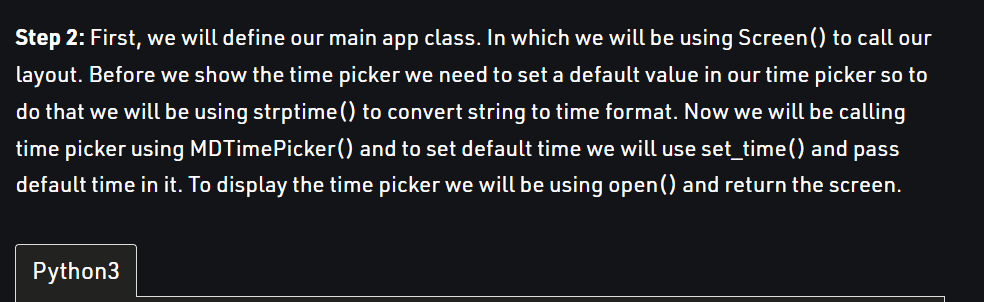 Step 2: First, we will define our main app class. In which we will be using Screen() to call our
layout. Before we show the time picker we need to set a default value in our time picker so to
do that we will be using strptime() to convert string to time format. Now we will be calling
time picker using MDTimePicker() and to set default time we will use set_time() and pass
default time in it. To display the time picker we will be using open() and return the screen.
Python3